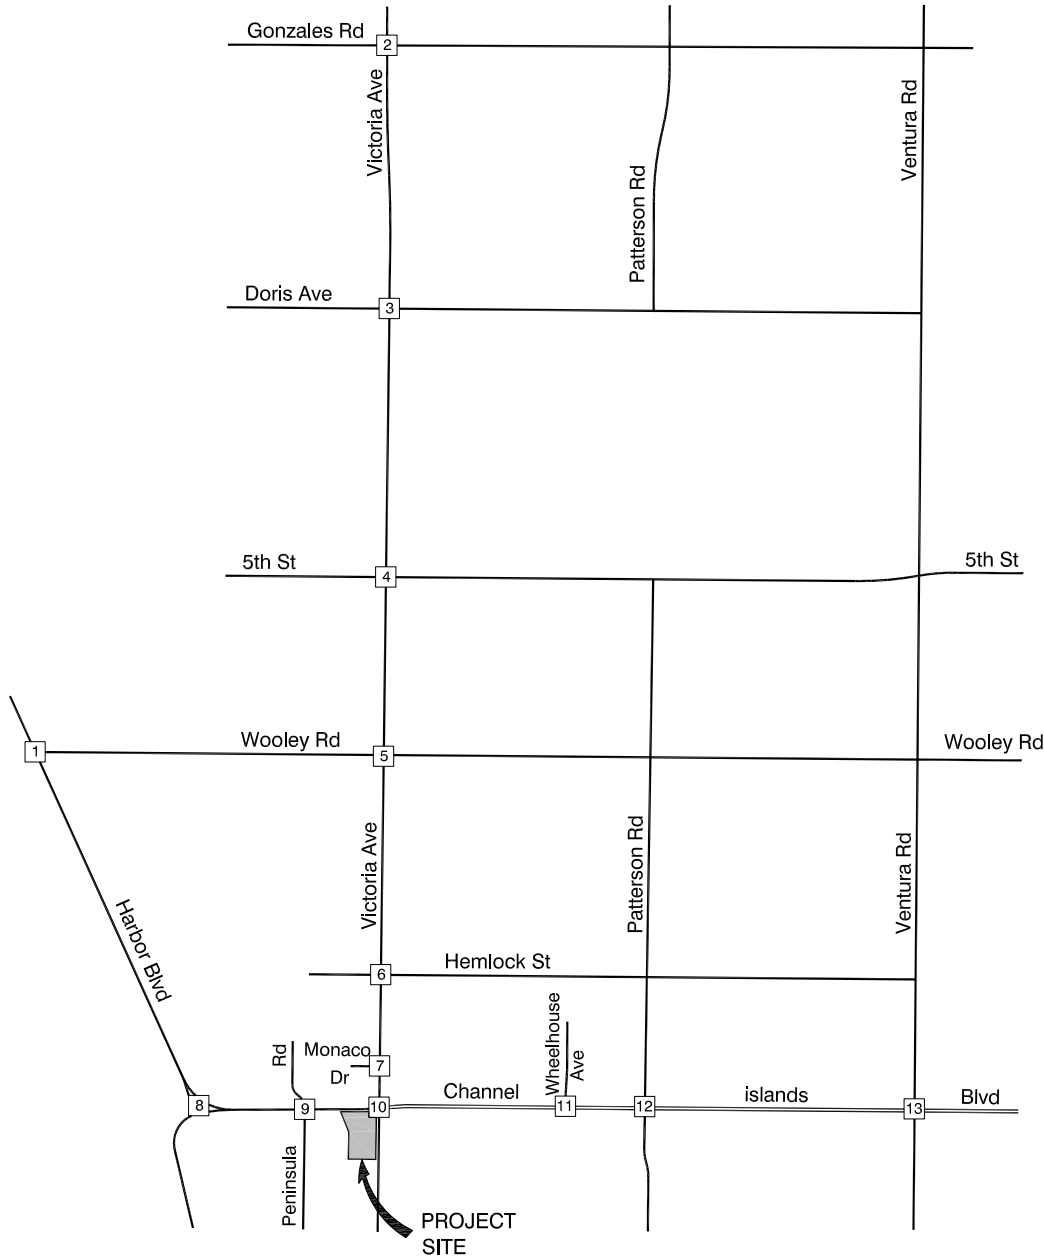 Gonzales Rd
2
Victoria Ave
Patterson Rd
Ventura Rd
Doris Ave
3
5th St
4
5th St
1
Wooley Rd
5
Wooley Rd
Harbor Blvd
Victoria Ave
Patterson Rd
Ventura Rd
6
Hemlock St
Rd
Monaco
Dr
7
Wheelhouse
Ave
8
9
10
Channel
11
12
islands
13
Blvd
Peninsula
PROJECT
SITE